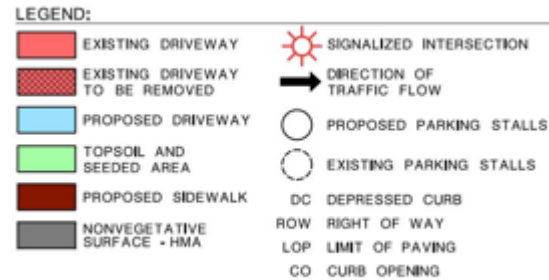 LEGEND:
EXISTING DRIVEWAY
EXISTING DRIVEWAY
TO BE REMOVED
PROPOSED DRIVEWAY
TOPSOIL AND
SEEDED AREA
PROPOSED SIDEWALK
NONVEGETATIVE
SURFACE - HMA
SIGNALIZED INTERSECTION
DIRECTION OF
TRAFFIC FLOW
PROPOSED PARKING STALLS
EXISTING PARKING STALLS
DC DEPRESSED CURB
ROW RIGHT OF WAY
LOP LIMIT OF PAVING
CO CURB OPENING